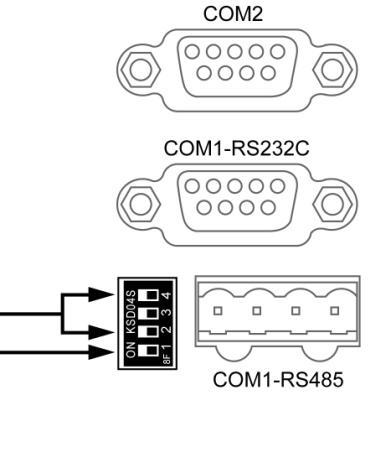 COM2
COM1-RS232C
ON KSD04S
8F 1 2 3 4
COM1-RS485